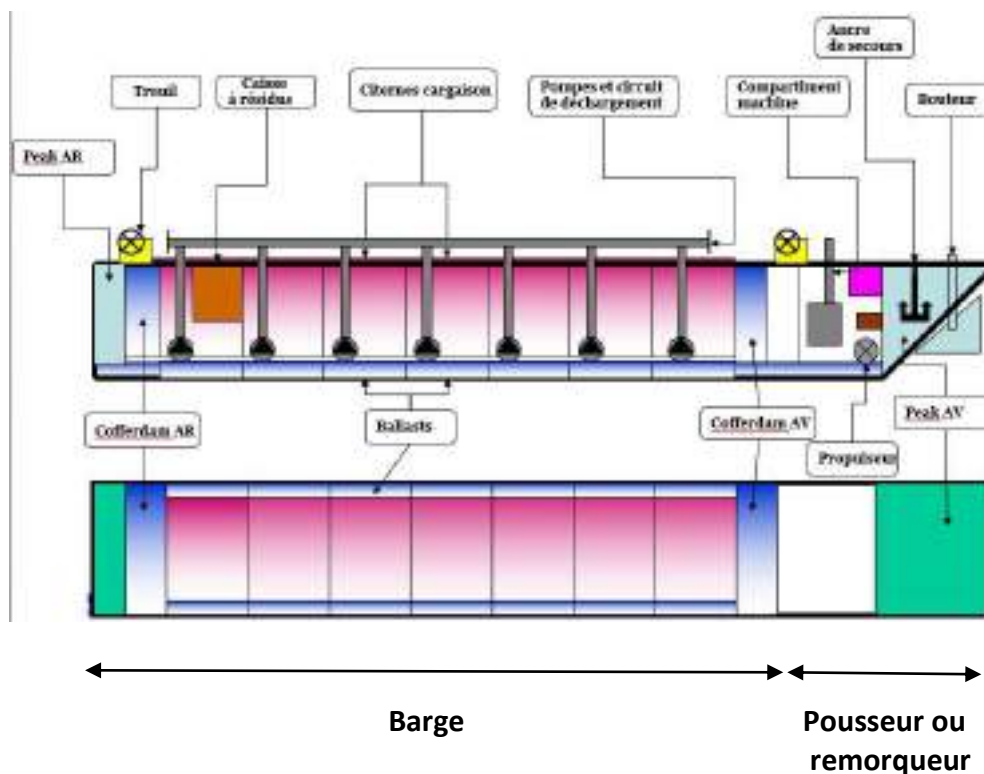 Ancre
de secours
Treuil
Caisse
à résidus
Citernes cargaison
Pompes et circuit
de déchargement
Compartiment
machine
Bouteur
Peak AR
Cofferdam AR
Ballasts
Cofferdam AV
Peak AV
Propulseur
Barge
Pousseur ou
remorqueur